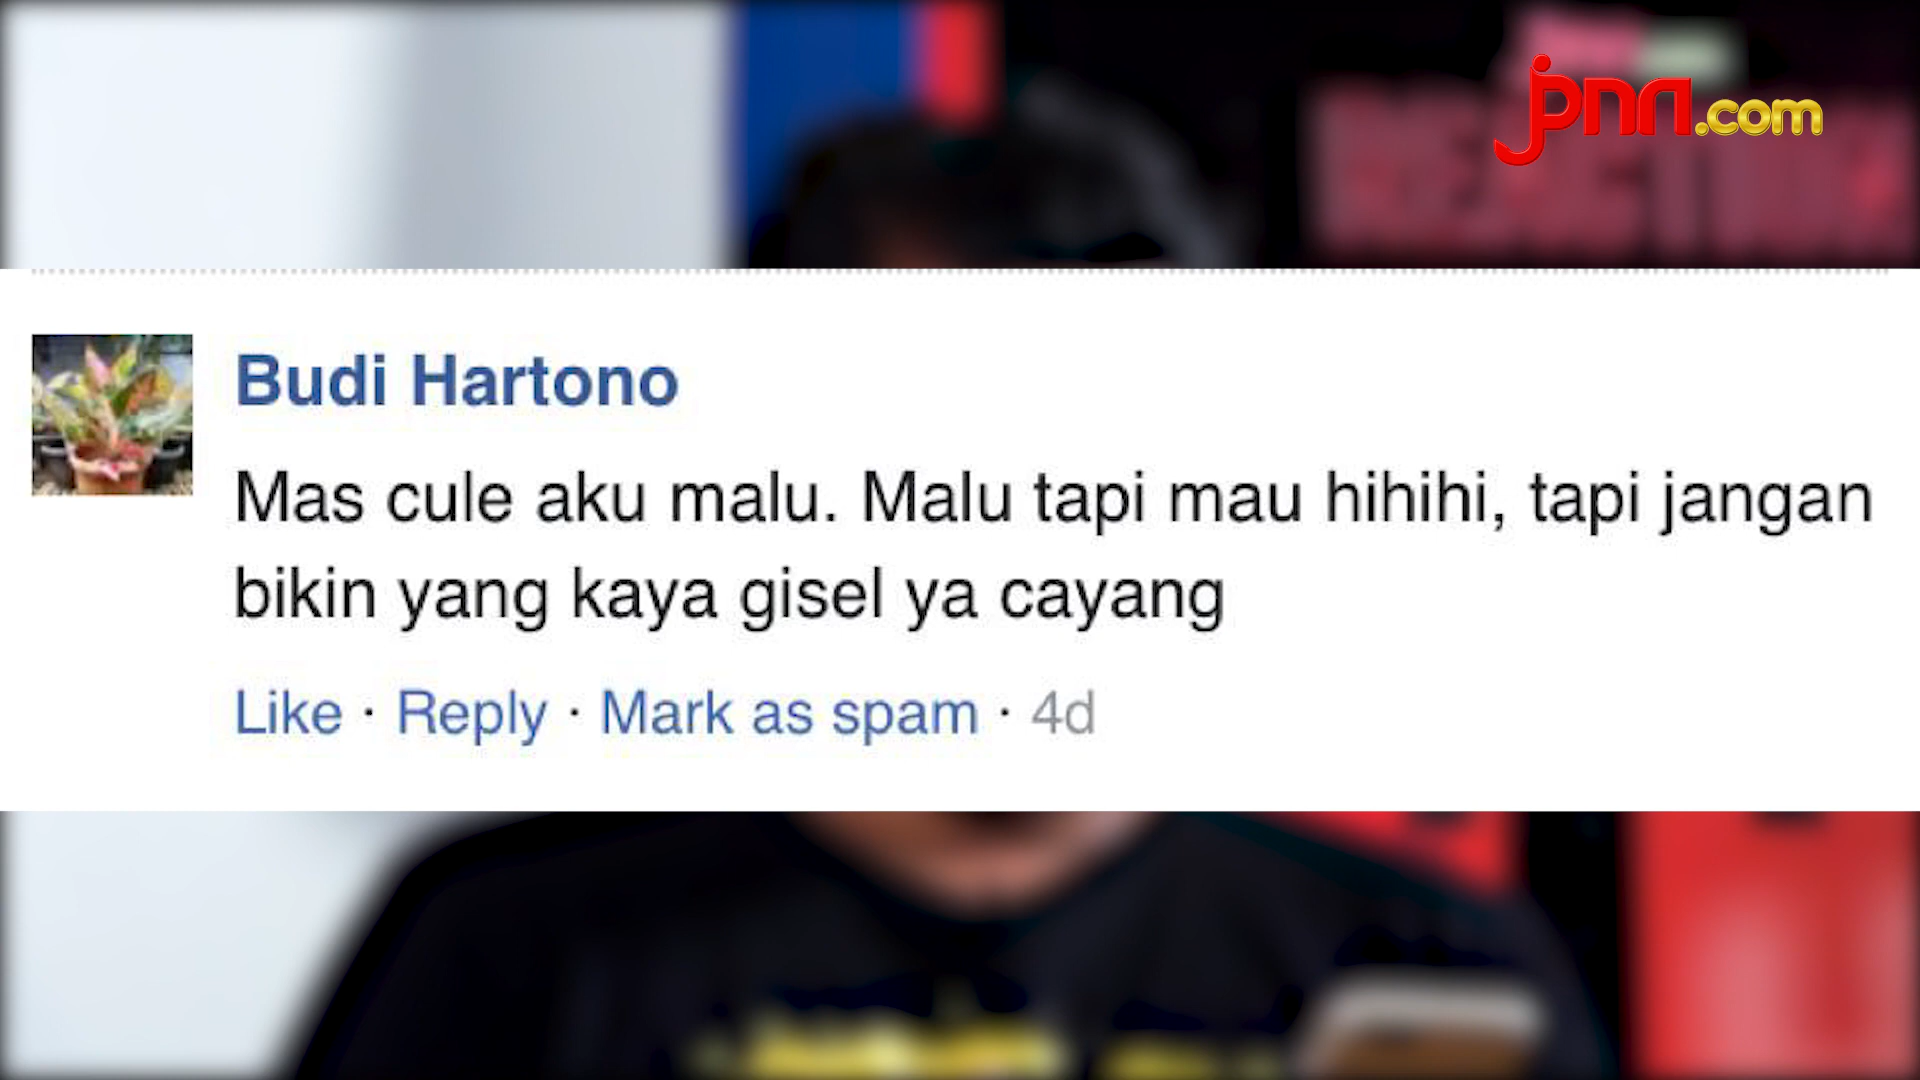 jpnn.com
Budi Hartono
Mas cule aku malu. Malu tapi mau hihihi, tapi jangan
bikin yang kaya gisel ya cayang
Like · Reply · Mark as spam · 4d